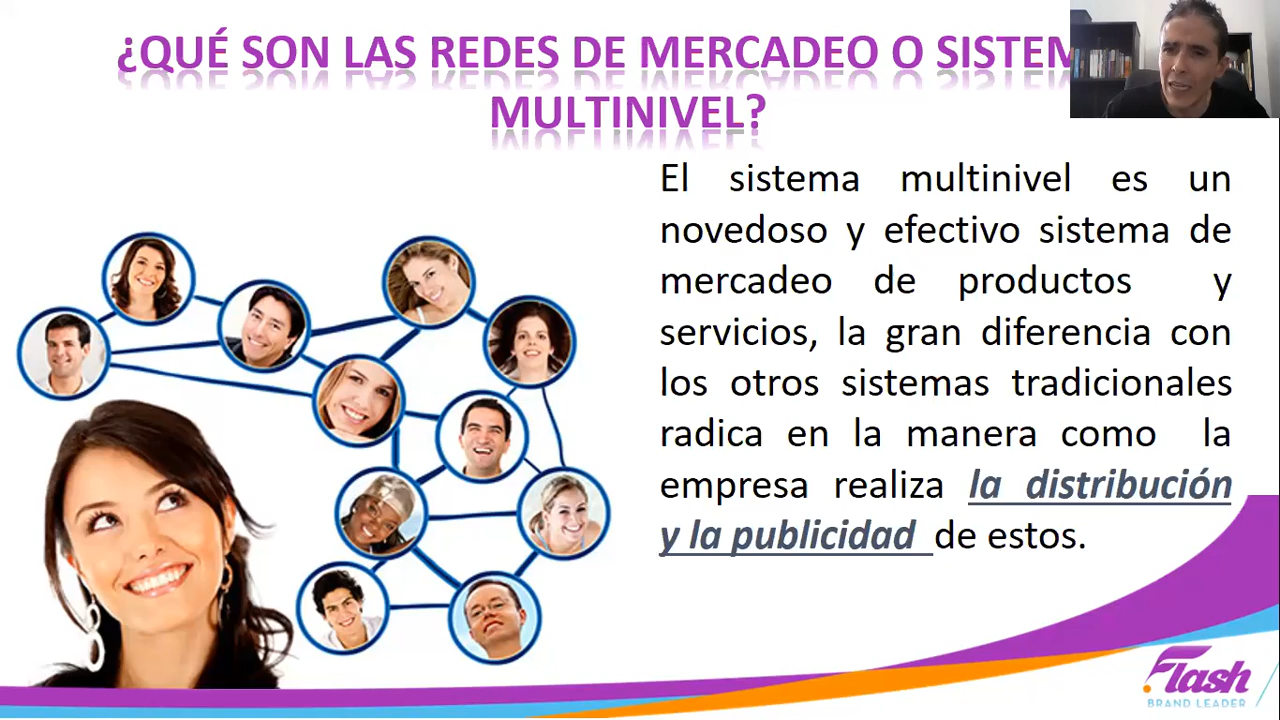 ¿QUÉ SON LAS REDES DE MERCADEO O SISTEM
MULTINIVEL?
El sistema multinivel es un
novedoso y efectivo sistema de
mercadeo de productos y
servicios, la gran diferencia con
los otros sistemas tradicionales
radica en la manera como la
empresa realiza la distribución
y la publicidad de estos.
Flash
BRAND LEADER